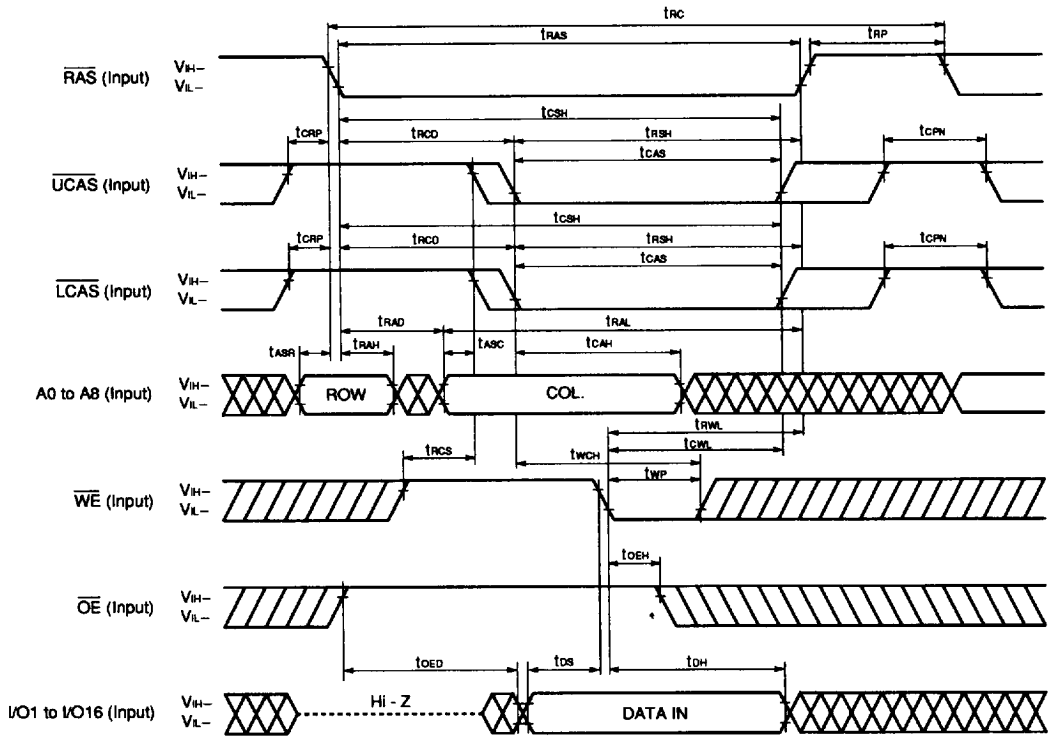 tRC
tRAS
tRP
RAS (Input)
VIH–
VIL–
tCSH
tCRP
tRCD
tRSH
tCPN
tCAS
UCAS (Input)
VIH–
VIL–
tCSH
tCRP
tRCD
tRSH
tCPN
tCAS
LCAS (Input)
VIH–
VIL–
tRAD
tRAL
tASR
tRAH
tASC
tCAH
A0 to A8 (Input)
VIH–
VIL–
ROW
COL.
tRWL
tCWL
tRCS
tWCH
tWP
WE (Input)
VIH–
VIL–
tOEH
OE (Input)
VIH–
VIL–
tOED
tDS
tDH
I/O1 to I/O16 (Input)
VIH–
VIL–
Hi - Z
DATA IN